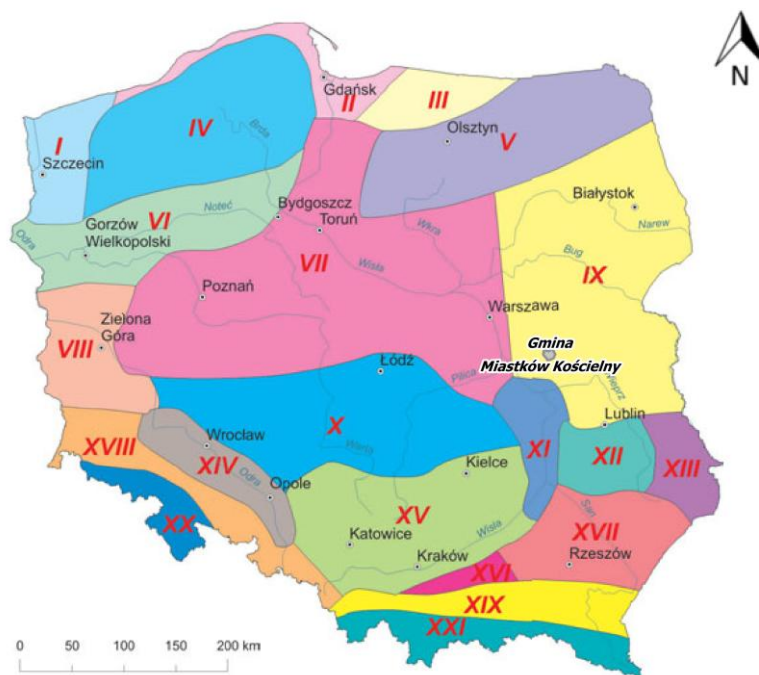 N
Gdańsk
I
II
III
IV
V
Olsztyn
Szczecin
Brda
Białystok
Bydgoszcz
Toruń
Narew
VI
Gorzów
Wielkopolski
Noteć
Odra
Wkra
VII
Wisła
Bug
IX
Poznań
Warszawa
Zielona
Góra
VIII
Gmina
Miastków Kościelny
Łódź
Pilica
Wieprz
Lublin
X
XI
XII
XIII
XVIII
Wrocław
XIV
Warta
Odra
Opole
Kielce
XX
XV
Wisła
San
XVII
Katowice
Kraków
XVI
Rzeszów
XIX
XXI
0 50 100 150 200 km